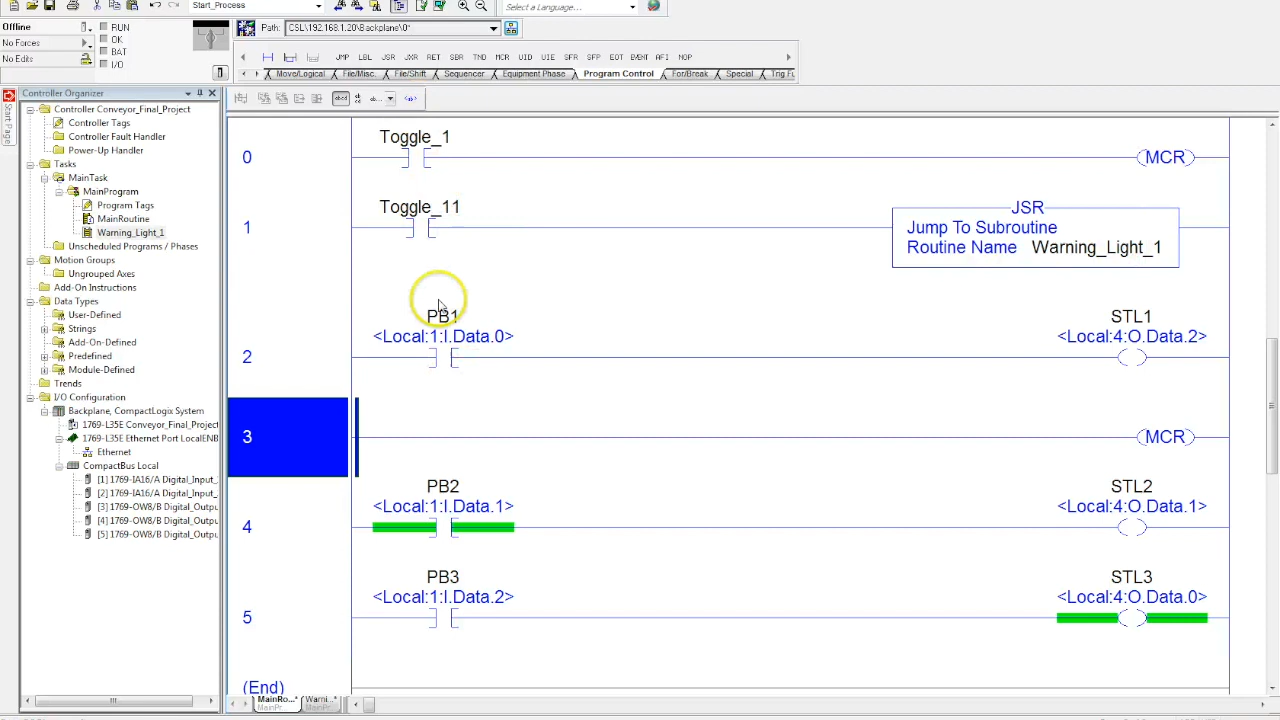 Start_Process
Select a Language...
Offline
RUN
No Forces
OK
No Edits
BAT
I/O
Path: CSL\192.168.1.20\Backplane\0*
JMP LBL JSR JXR RET SBR TND MCR UID UIE SFR SFP EOT EVENT AFI NOP
Move/Logical File/Misc. File/Shift Sequencer Equipment Phase Program Control For/Break Special Trig Fu
Start Page
Controller Organizer
Controller Conveyor_Final_Project
Controller Tags
Controller Fault Handler
Power-Up Handler
Tasks
MainTask
MainProgram
Program Tags
MainRoutine
Warning_Light_1
Unscheduled Programs / Phases
Motion Groups
Ungrouped Axes
Add-On Instructions
Data Types
User-Defined
Strings
Add-On-Defined
Predefined
Module-Defined
Trends
I/O Configuration
Backplane, CompactLogix System
1769-L35E Conveyor_Final_Project
1769-L35E Ethernet Port LocalENB
Ethernet
CompactBus Local
[1] 1769-IA16/A Digital_Input_
[2] 1769-IA16/A Digital_Input_
[3] 1769-OW8/B Digital_Outpu
[4] 1769-OW8/B Digital_Outpu
[5] 1769-OW8/B Digital_Outpu
Toggle_1
0
MCR
Toggle_11
JSR
1
Jump To Subroutine
Routine Name Warning_Light_1
PB1
STL1
<Local:1:I.Data.0>
<Local:4:O.Data.2>
2
3
MCR
PB2
STL2
<Local:1:I.Data.1>
<Local:4:O.Data.1>
4
PB3
STL3
<Local:1:I.Data.2>
<Local:4:O.Data.0>
5
(End)
MainRo...*
Warni...*
MainPr...
MainPr...